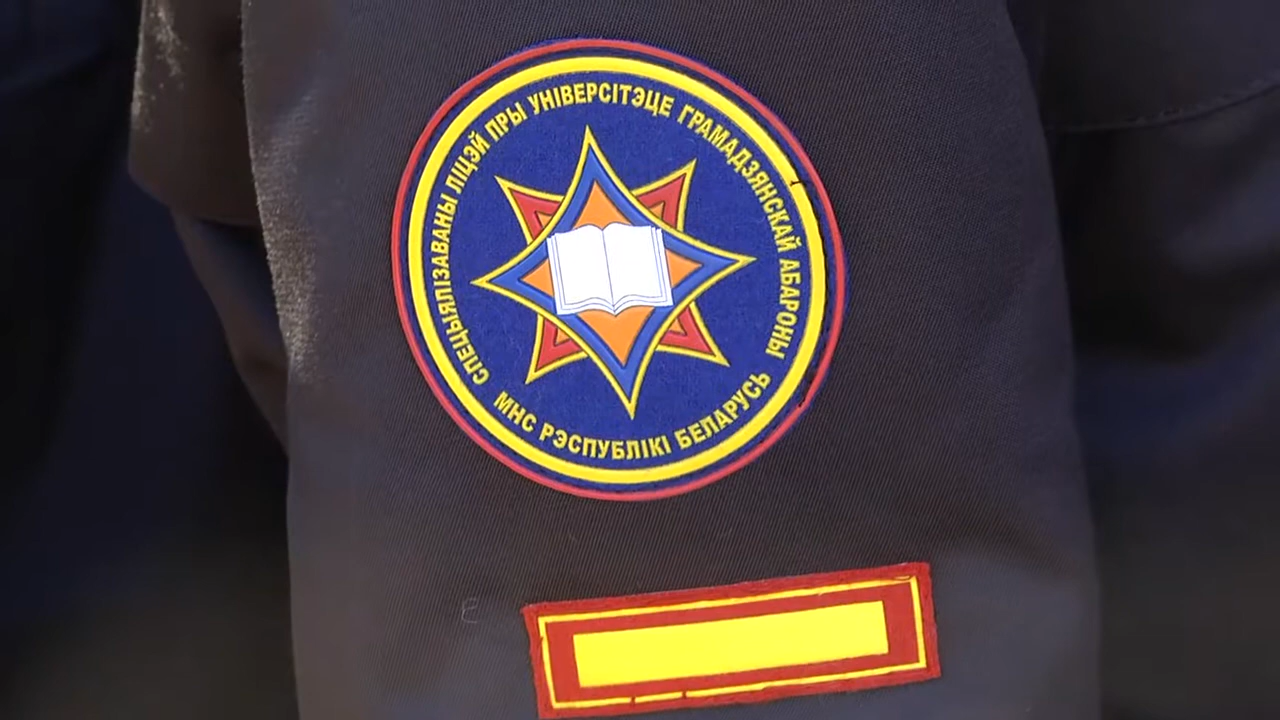 СПЕЦЫЯЛІЗАВАНЫ ЛІЦЭЙ ПРЫ УНІВЕРСІТЭЦЕ ГРАМАДЗЯНСКАЙ АБАРОНЫ
МНС РЭСПУБЛІКІ БЕЛАРУСЬ